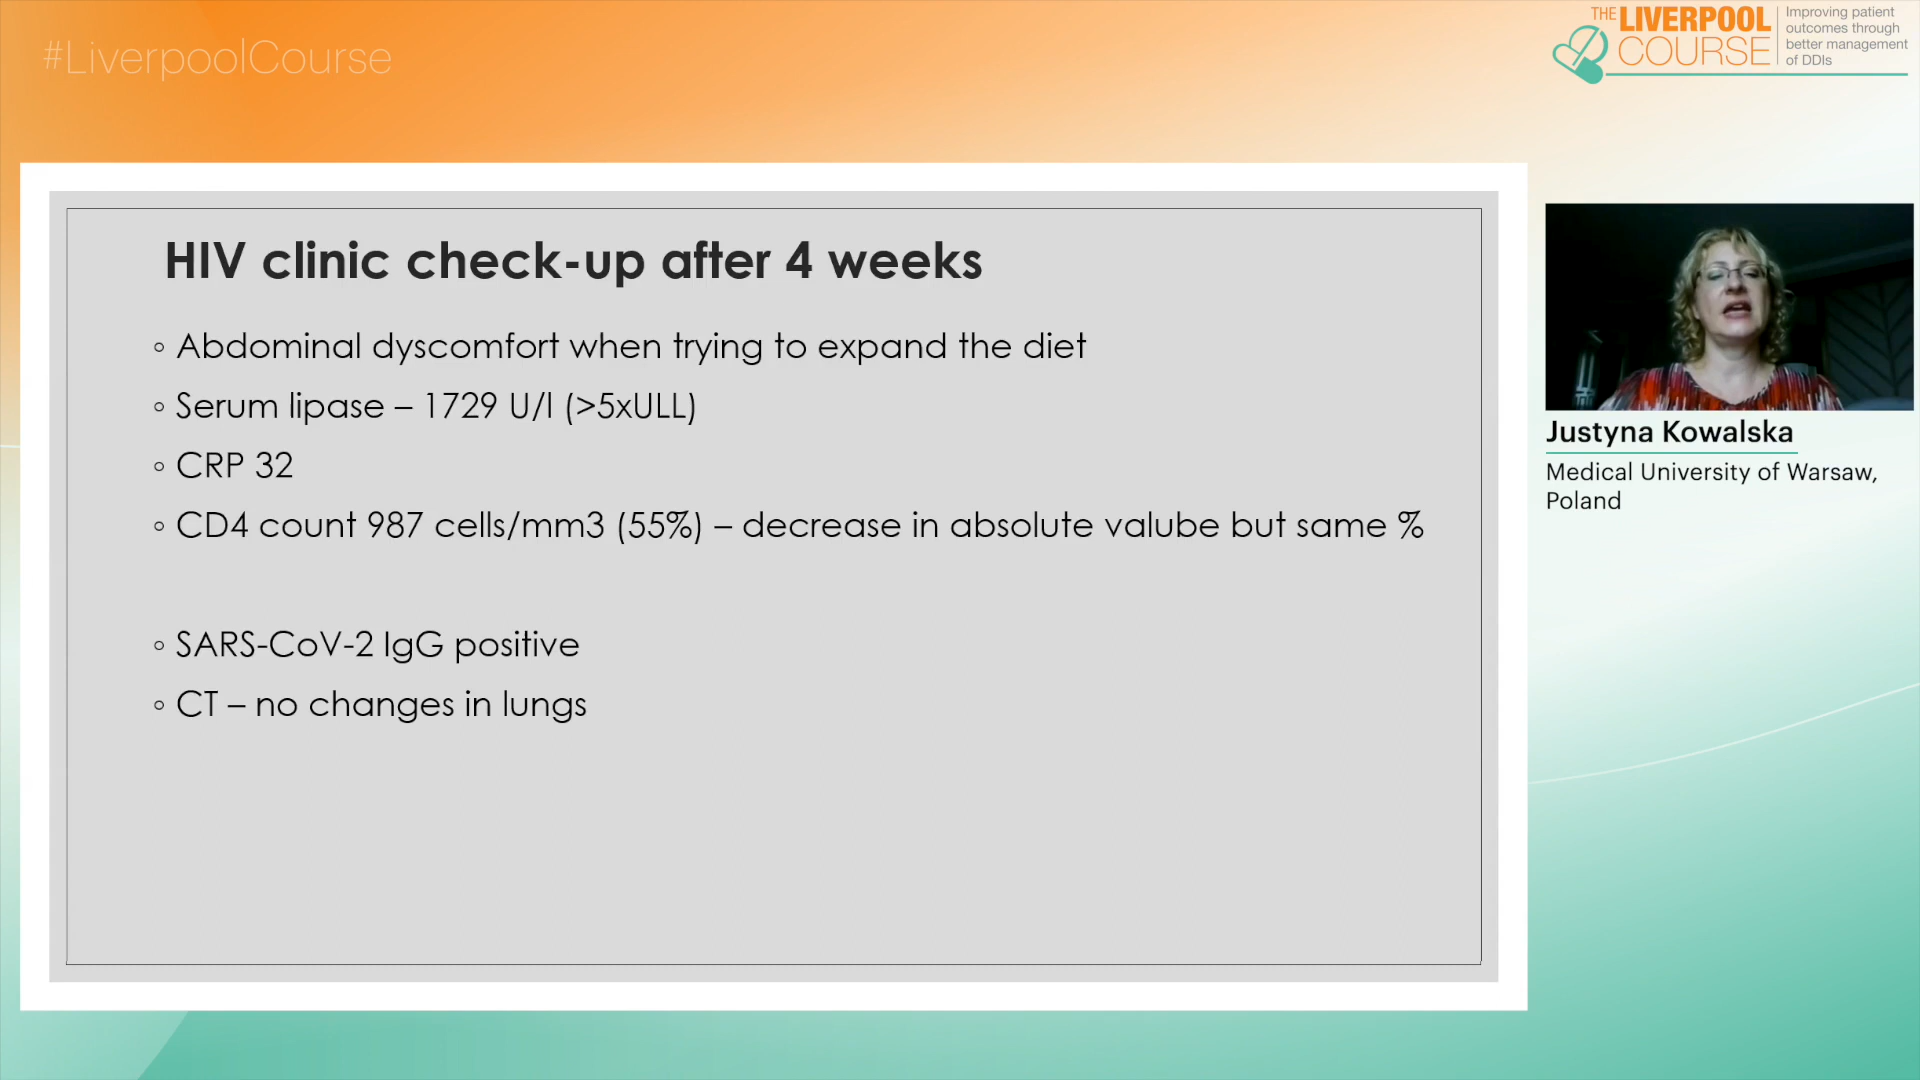 #LiverpoolCourse
THE LIVERPOOL
COURSE
Improving patient
outcomes through
better management
of DDIs
HIV clinic check-up after 4 weeks
◦ Abdominal dyscomfort when trying to expand the diet
◦ Serum lipase – 1729 U/l (>5xULL)
◦ CRP 32
◦ CD4 count 987 cells/mm3 (55%) – decrease in absolute valube but same %
◦ SARS-CoV-2 IgG positive
◦ CT – no changes in lungs
Justyna Kowalska
Medical University of Warsaw,
Poland